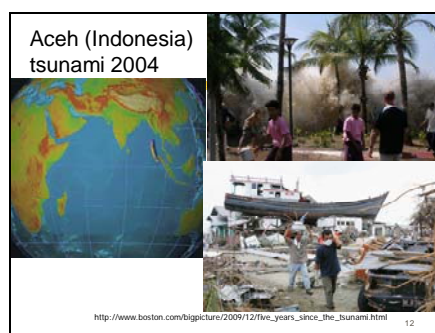 Aceh (Indonesia)
tsunami 2004
http://www.boston.com/bigpicture/2009/12/five_years_since_the_tsunami.html
12